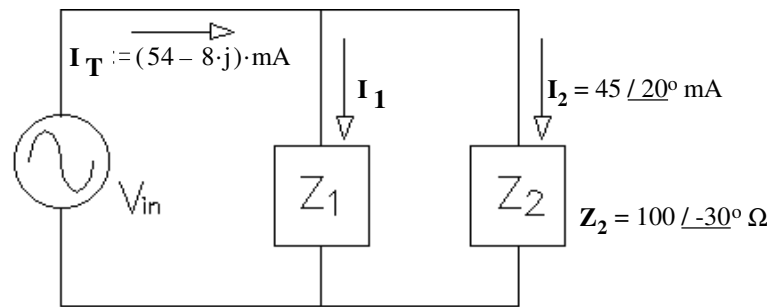 I T := (54 – 8·j)·mA
I 1
I2 = 45 /20º mA
Vin
Z1
Z2
Z2 = 100 /-30º Ω